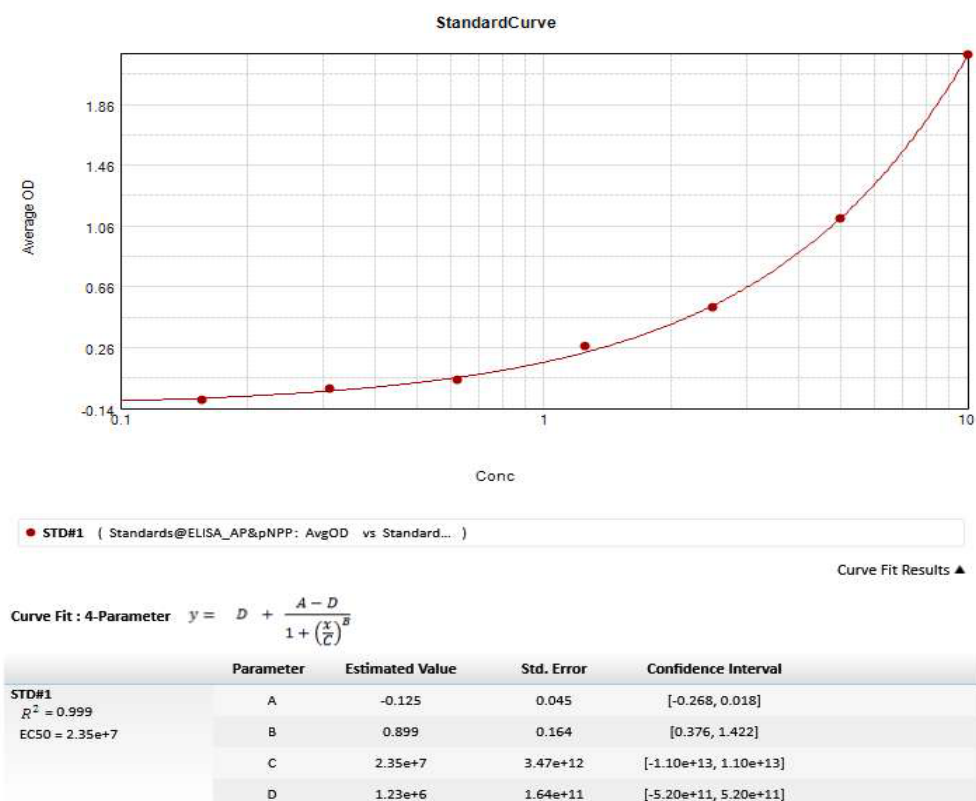 StandardCurve
1.86
1.46
1.06
0.66
0.26
-0.14
Average OD
0.1 1 10
Conc
STD#1 ( Standards@ELISA_AP&pNPP: AvgOD vs Standard... )
Curve Fit Results ▲
Curve Fit : 4-Parameter y = D + (A − D) / (1 + (x/C)^B)
Parameter Estimated Value Std. Error Confidence Interval
STD#1
R² = 0.999
EC50 = 2.35e+7
A -0.125 0.045 [-0.268, 0.018]
B 0.899 0.164 [0.376, 1.422]
C 2.35e+7 3.47e+12 [-1.10e+13, 1.10e+13]
D 1.23e+6 1.64e+11 [-5.20e+11, 5.20e+11]